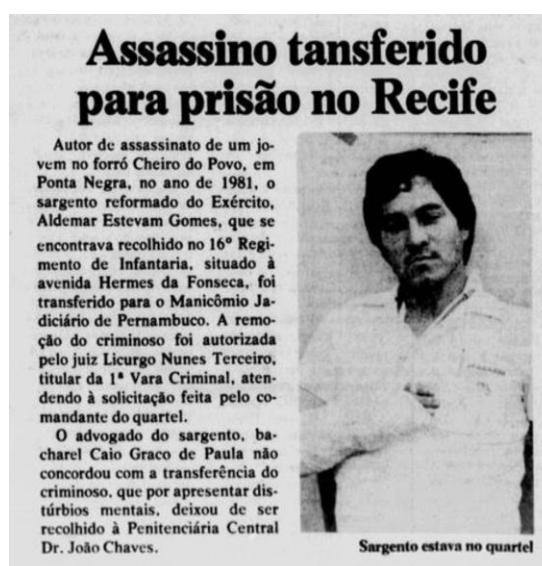 Assassino tansferido
para prisão no Recife
Autor de assassinato de um jo-
vem no forró Cheiro do Povo, em
Ponta Negra, no ano de 1981, o
sargento reformado do Exército,
Aldemar Estevam Gomes, que se
encontrava recolhido no 16º Regi-
mento de Infantaria, situado à
avenida Hermes da Fonseca, foi
transferido para o Manicômio Ja-
diciário de Pernambuco. A remo-
ção do criminoso foi autorizada
pelo juiz Licurgo Nunes Terceiro,
titular da 1ª Vara Criminal, aten-
dendo à solicitação feita pelo co-
mandante do quartel.
O advogado do sargento, ba-
charel Caio Graco de Paula não
concordou com a transferência do
criminoso, que por apresentar dis-
túrbios mentais, deixou de ser
recolhido à Penitenciária Central
Dr. João Chaves.
Sargento estava no quartel